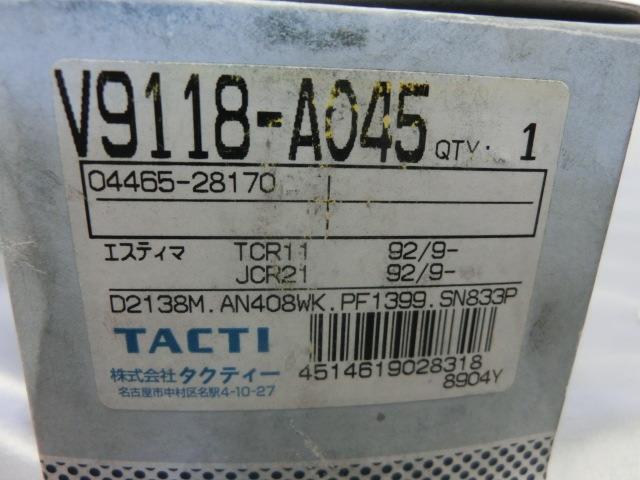 V9118-A045 QTY. 1
04465-28170
エスティマ TCR11 92/9-
JCR21 92/9-
D2138M.AN408WK.PF1399.SN833P
TACTI
株式会社 タクティー
名古屋市中村区名駅4-10-27
4514619028318
8904Y